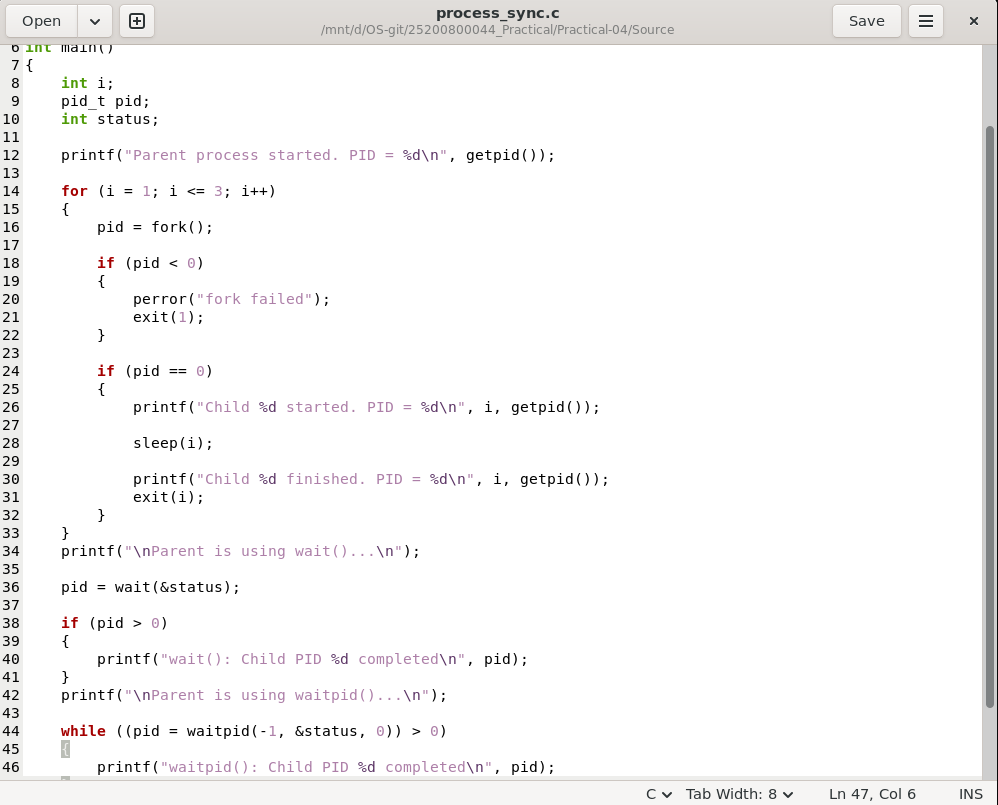 Open
process_sync.c
/mnt/d/OS-git/25200800044_Practical/Practical-04/Source
Save
6 int main()
7 {
8     int i;
9     pid_t pid;
10     int status;
11
12     printf("Parent process started. PID = %d\n", getpid());
13
14     for (i = 1; i <= 3; i++)
15     {
16         pid = fork();
17
18         if (pid < 0)
19         {
20             perror("fork failed");
21             exit(1);
22         }
23
24         if (pid == 0)
25         {
26             printf("Child %d started. PID = %d\n", i, getpid());
27
28             sleep(i);
29
30             printf("Child %d finished. PID = %d\n", i, getpid());
31             exit(i);
32         }
33     }
34     printf("\nParent is using wait()...\n");
35
36     pid = wait(&status);
37
38     if (pid > 0)
39     {
40         printf("wait(): Child PID %d completed\n", pid);
41     }
42     printf("\nParent is using waitpid()...\n");
43
44     while ((pid = waitpid(-1, &status, 0)) > 0)
45     {
46         printf("waitpid(): Child PID %d completed\n", pid);
C Tab Width: 8 Ln 47, Col 6 INS